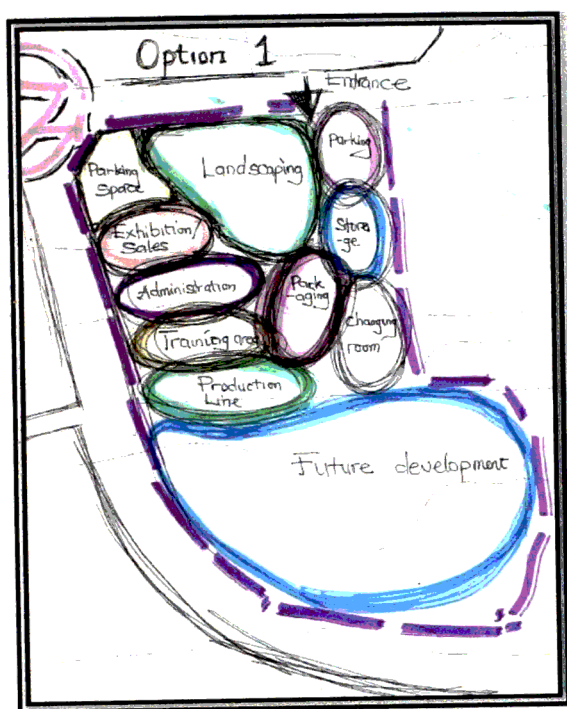 Option 1
Entrance
Parking
Landscaping
Parking
space
Exhibition/
Sales
Stora
-ge
Administration
Pack
-aging
Changing
room
Training area
Production
Line
Future development